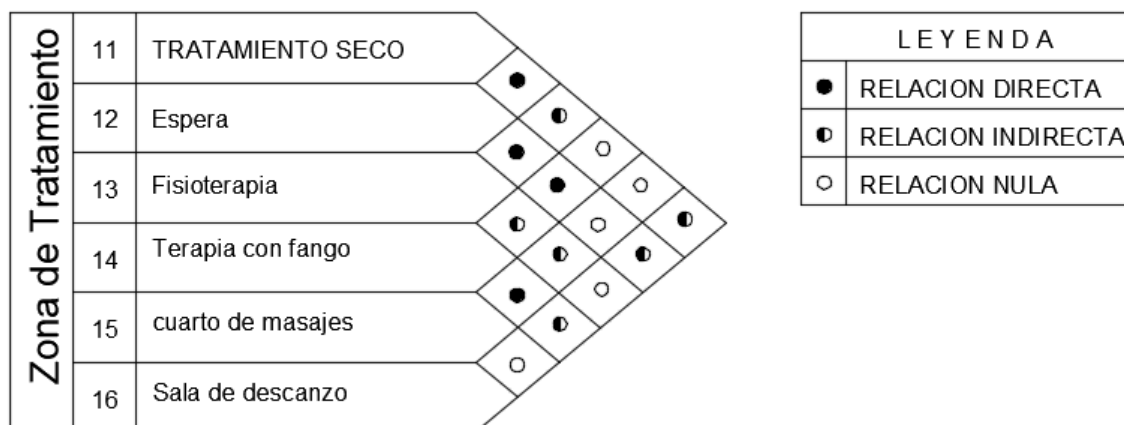 Zona de Tratamiento
11 TRATAMIENTO SECO
12 Espera
13 Fisioterapia
14 Terapia con fango
15 cuarto de masajes
16 Sala de descanzo
LEYENDA
RELACION DIRECTA
RELACION INDIRECTA
RELACION NULA